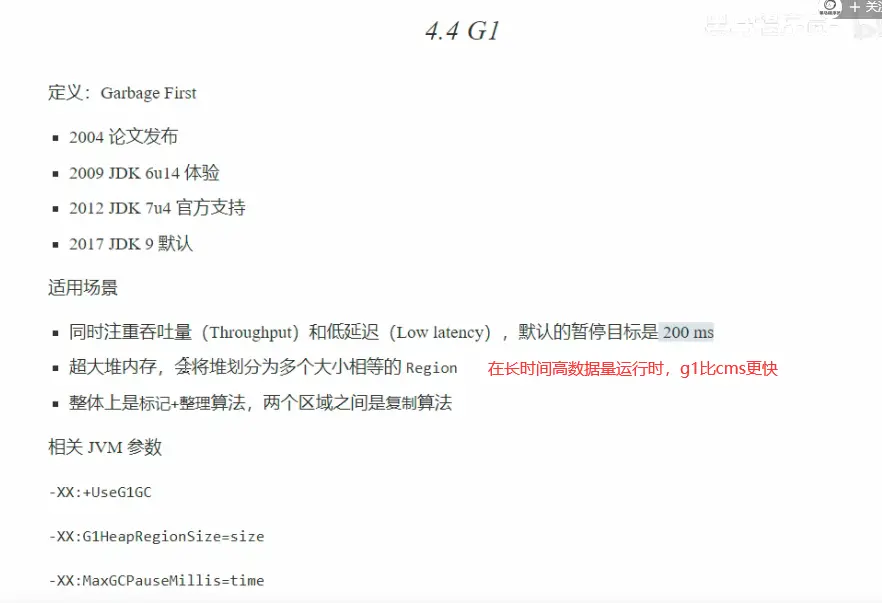 + 关注
4.4 G1
定义：Garbage First
▪ 2004 论文发布
▪ 2009 JDK 6u14 体验
▪ 2012 JDK 7u4 官方支持
▪ 2017 JDK 9 默认
适用场景
▪ 同时注重吞吐量（Throughput）和低延迟（Low latency），默认的暂停目标是 200 ms
▪ 超大堆内存，会将堆划分为多个大小相等的 Region 在长时间高数据量运行时，g1比cms更快
▪ 整体上是标记+整理算法，两个区域之间是复制算法
相关 JVM 参数
-XX:+UseG1GC
-XX:G1HeapRegionSize=size
-XX:MaxGCPauseMillis=time